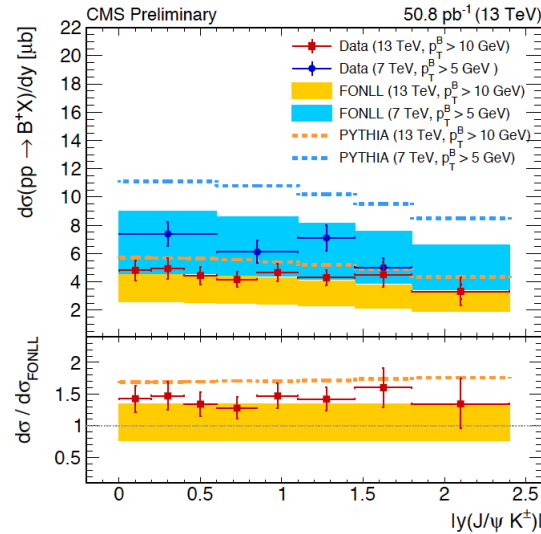 CMS Preliminary 50.8 pb⁻¹ (13 TeV)
dσ(pp → B⁺X)/dy [μb]
22
20
18
16
14
12
10
8
6
4
2
Data (13 TeV, p_T^B > 10 GeV)
Data (7 TeV, p_T^B > 5 GeV )
FONLL (13 TeV, p_T^B > 10 GeV)
FONLL (7 TeV, p_T^B > 5 GeV)
PYTHIA (13 TeV, p_T^B > 10 GeV)
PYTHIA (7 TeV, p_T^B > 5 GeV)
dσ / dσ_FONLL
2
1.5
1
0.5
0 0.5 1 1.5 2 2.5
|y(J/ψ K^±)|